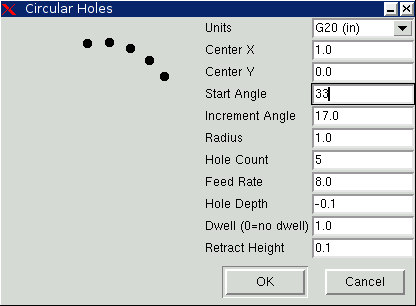 Circular Holes
Units G20 (in)
Center X 1.0
Center Y 0.0
Start Angle 33
Increment Angle 17.0
Radius 1.0
Hole Count 5
Feed Rate 8.0
Hole Depth -0.1
Dwell (0=no dwell) 1.0
Retract Height 0.1
OK Cancel